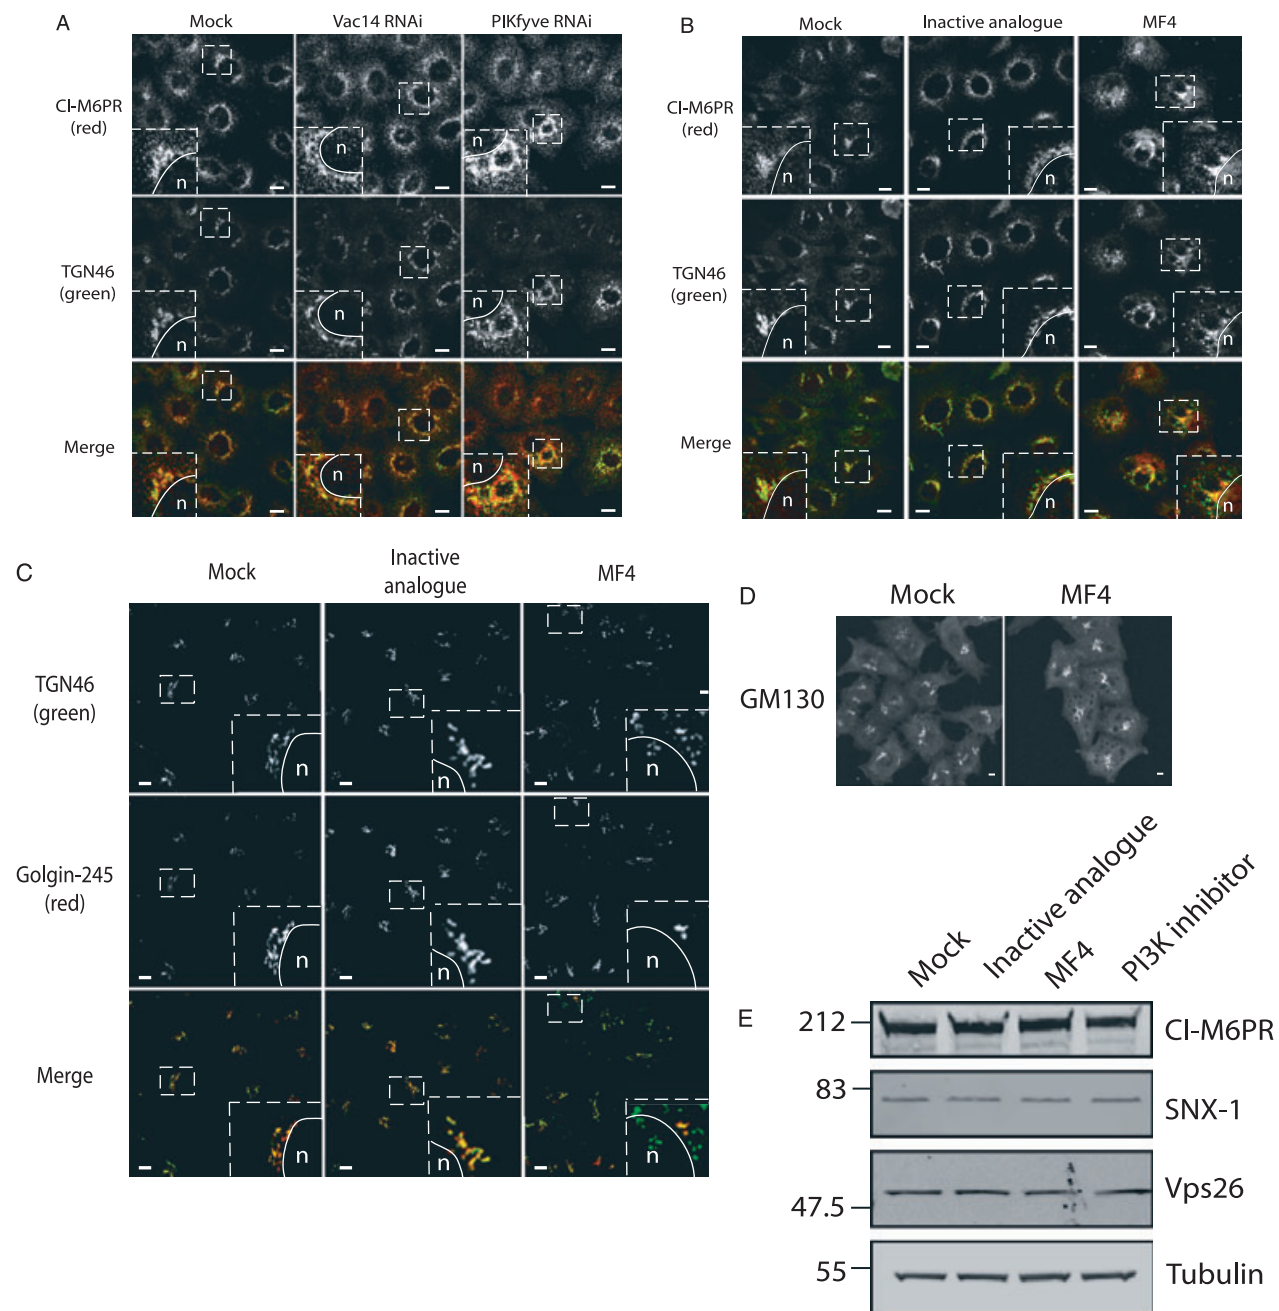 A
Mock
Vac14 RNAi
PIKfyve RNAi
CI-M6PR
(red)
n
n
n
TGN46
(green)
n
n
n
Merge
n
n
n
B
Mock
Inactive analogue
MF4
CI-M6PR
(red)
n
n
n
TGN46
(green)
n
n
n
Merge
n
n
n
C
Mock
Inactive
analogue
MF4
TGN46
(green)
n
n
n
Golgin-245
(red)
n
n
n
Merge
n
n
n
D
Mock
MF4
GM130
E
Mock
Inactive analogue
MF4
PI3K inhibitor
212
CI-M6PR
83
SNX-1
47.5
Vps26
55
Tubulin